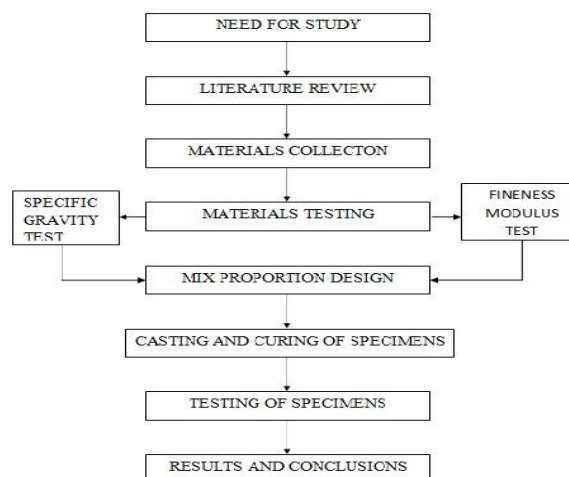 NEED FOR STUDY
LITERATURE REVIEW
MATERIALS COLLECTON
SPECIFIC
GRAVITY
TEST
MATERIALS TESTING
FINENESS
MODULUS
TEST
MIX PROPORTION DESIGN
CASTING AND CURING OF SPECIMENS
TESTING OF SPECIMENS
RESULTS AND CONCLUSIONS